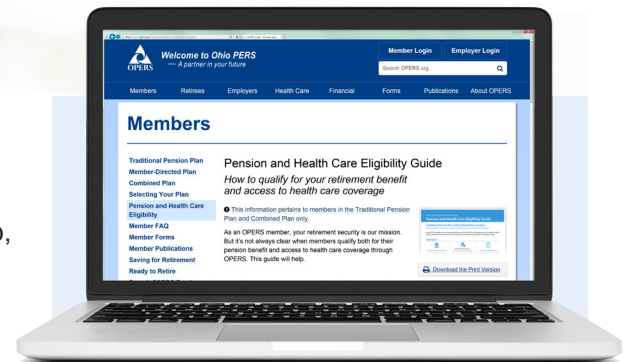 Welcome to Ohio PERS
— A partner in your future
OPERS
Member Login
Employer Login
Search OPERS.org
Members
Retirees
Employers
Health Care
Financial
Forms
Publications
About OPERS
Members
Traditional Pension Plan
Member-Directed Plan
Combined Plan
Selecting Your Plan
Pension and Health Care
Eligibility
Member FAQ
Member Forms
Member Publications
Saving for Retirement
Ready to Retire
Pension and Health Care Eligibility Guide
How to qualify for your retirement benefit
and access to health care coverage
This information pertains to members in the Traditional Pension
Plan and Combined Plan only.
As an OPERS member, your retirement security is our mission.
But it's not always clear when members qualify both for their
pension benefit and access to health care coverage through
OPERS. This guide will help.
Pension and Health Care Eligibility Guide
Download the Print Version